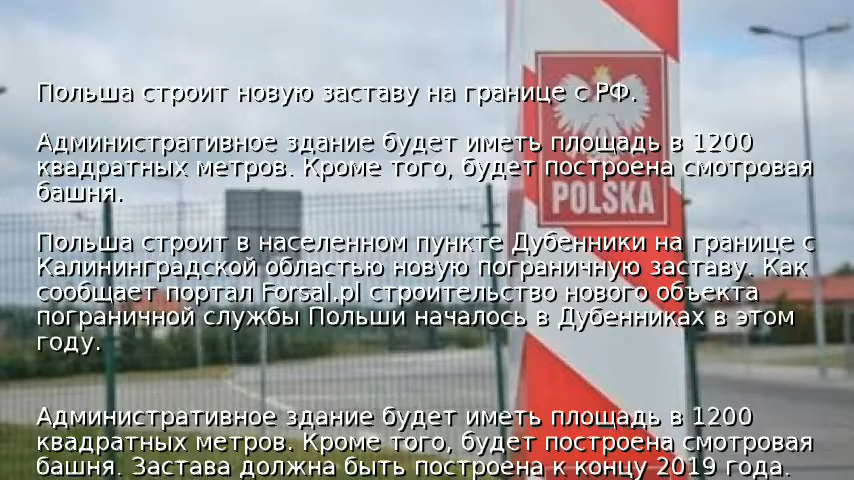 Польша строит новую заставу на границе с РФ.
Административное здание будет иметь площадь в 1200
квадратных метров. Кроме того, будет построена смотровая
башня.
POLSKA
Польша строит в населенном пункте Дубенники на границе с
Калининградской областью новую пограничную заставу. Как
сообщает портал Forsal.pl строительство нового объекта
пограничной службы Польши началось в Дубенниках в этом
году.
Административное здание будет иметь площадь в 1200
квадратных метров. Кроме того, будет построена смотровая
башня. Застава должна быть построена к концу 2019 года.